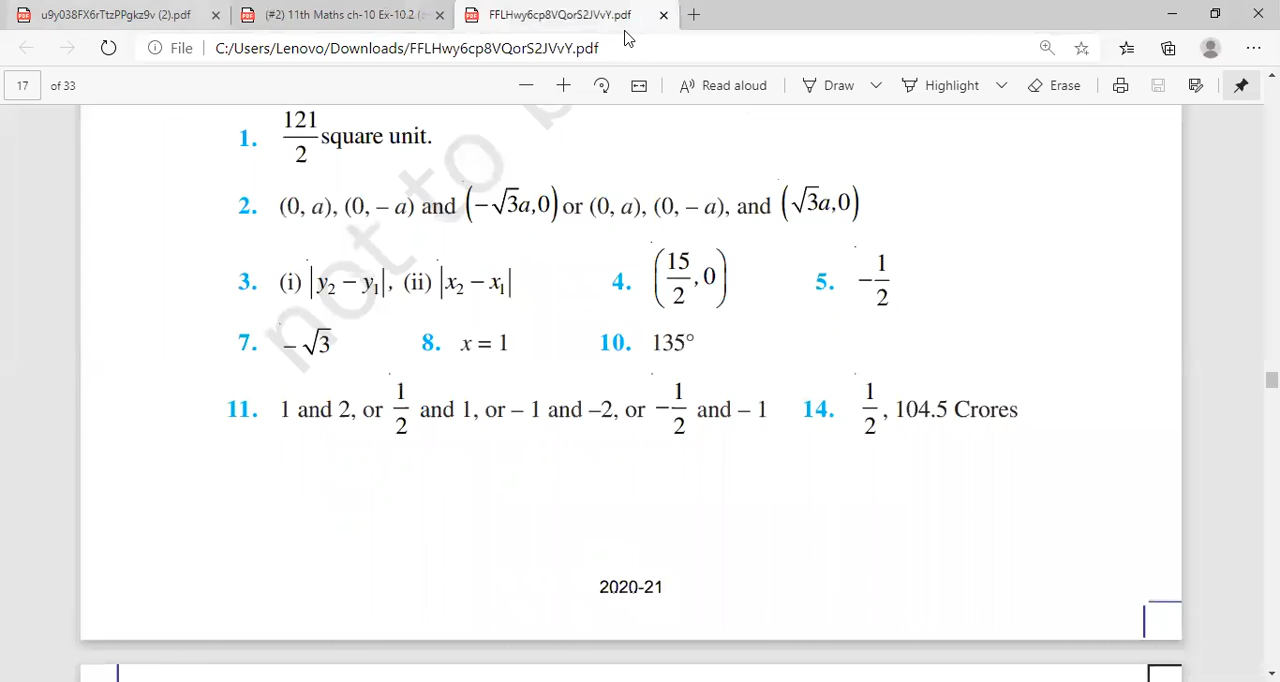 u9y038FX6rTtzPPgkz9v (2).pdf
(#2) 11th Maths ch-10 Ex-10.2 (
FFLHwy6cp8VQorS2JVvY.pdf
File C:/Users/Lenovo/Downloads/FFLHwy6cp8VQorS2JVvY.pdf
17 of 33 Read aloud Draw Highlight Erase
1. 121/2 square unit.
2. (0, a), (0, – a) and (−√3a,0) or (0, a), (0, – a), and (√3a,0)
3. (i) |y₂ − y₁|, (ii) |x₂ − x₁| 4. (15/2, 0) 5. −1/2
7. – √3 8. x = 1 10. 135°
11. 1 and 2, or 1/2 and 1, or – 1 and –2, or −1/2 and – 1 14. 1/2, 104.5 Crores
not to b
2020-21